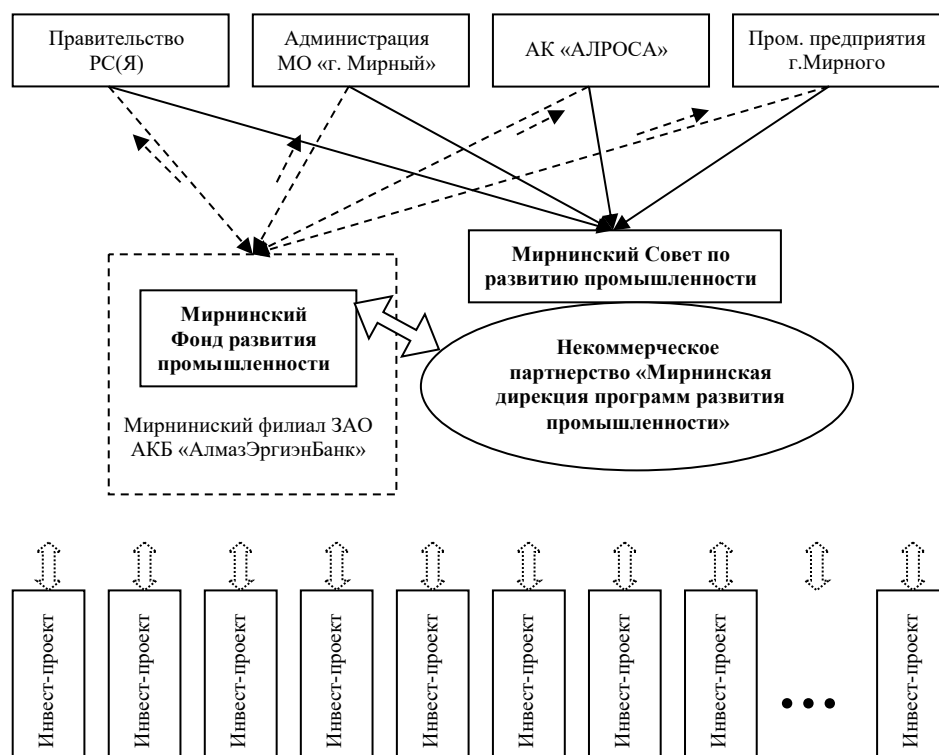 Правительство
РС(Я)
Администрация
МО «г. Мирный»
АК «АЛРОСА»
Пром. предприятия
г.Мирного
Мирнинский Совет по
развитию промышленности
Мирнинский
Фонд развития
промышленности
Некоммерческое
партнерство «Мирнинская
дирекция программ развития
промышленности»
Мирниниский филиал ЗАО
АКБ «АлмазЭргиэнБанк»
Инвест-проект
Инвест-проект
Инвест-проект
Инвест-проект
Инвест-проект
Инвест-проект
Инвест-проект
Инвест-проект
Инвест-проект